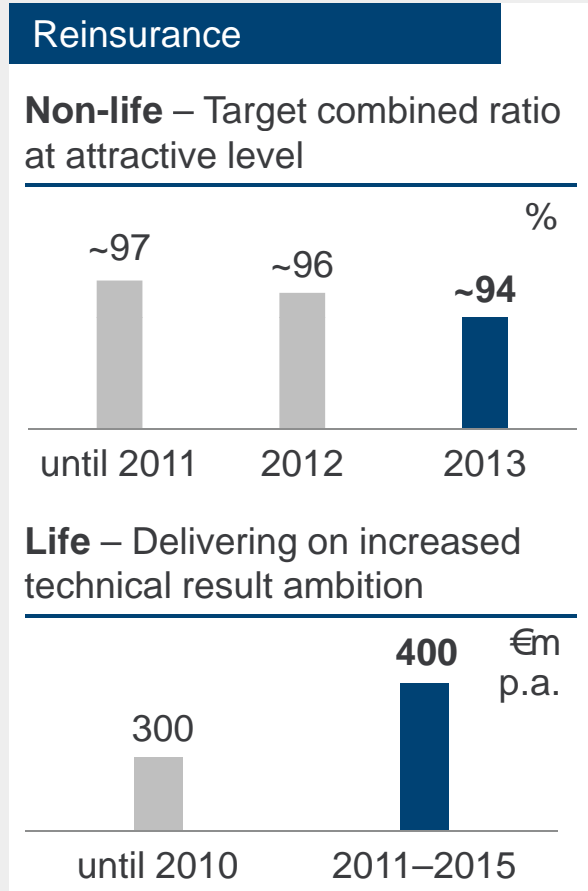 Reinsurance
Non-life – Target combined ratio
at attractive level
%
~97
~96
~94
until 2011
2012
2013
Life – Delivering on increased
technical result ambition
€m
p.a.
400
300
until 2010
2011–2015